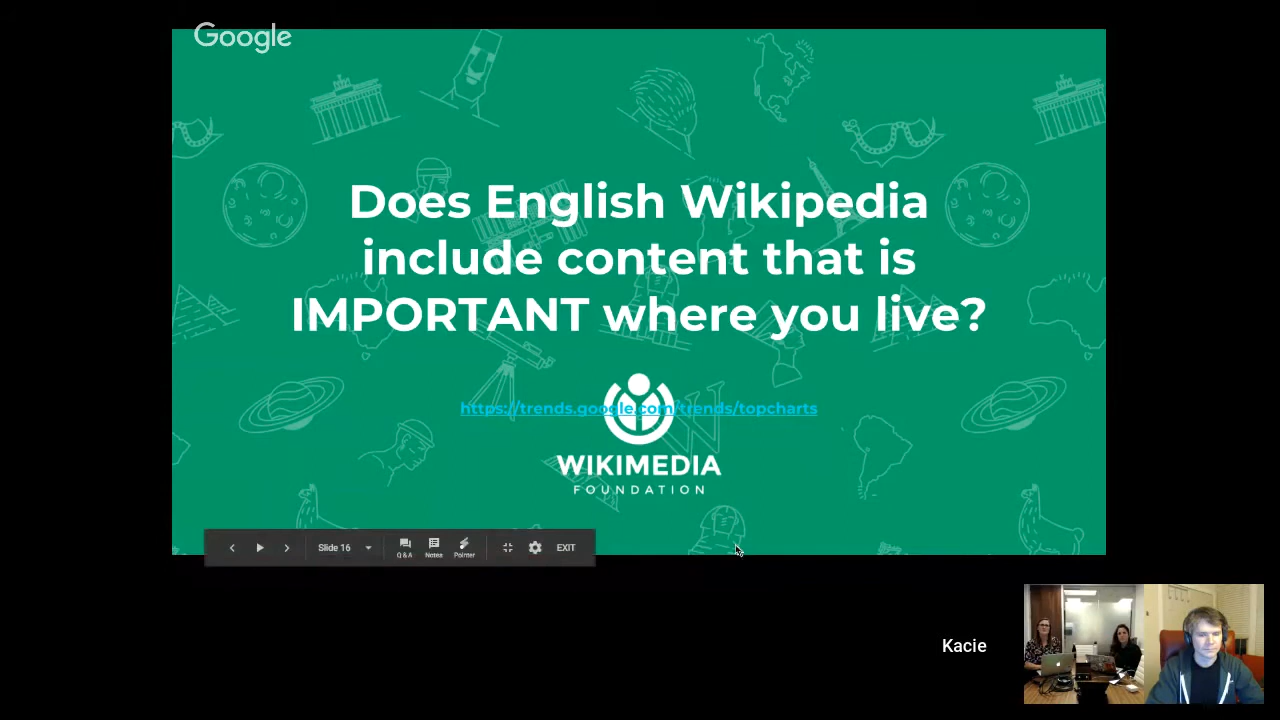 Google
Does English Wikipedia
include content that is
IMPORTANT where you live?
https://trends.google.com/trends/topcharts
WIKIMEDIA
FOUNDATION
Slide 16
Q&A
Notes
Pointer
EXIT
Kacie